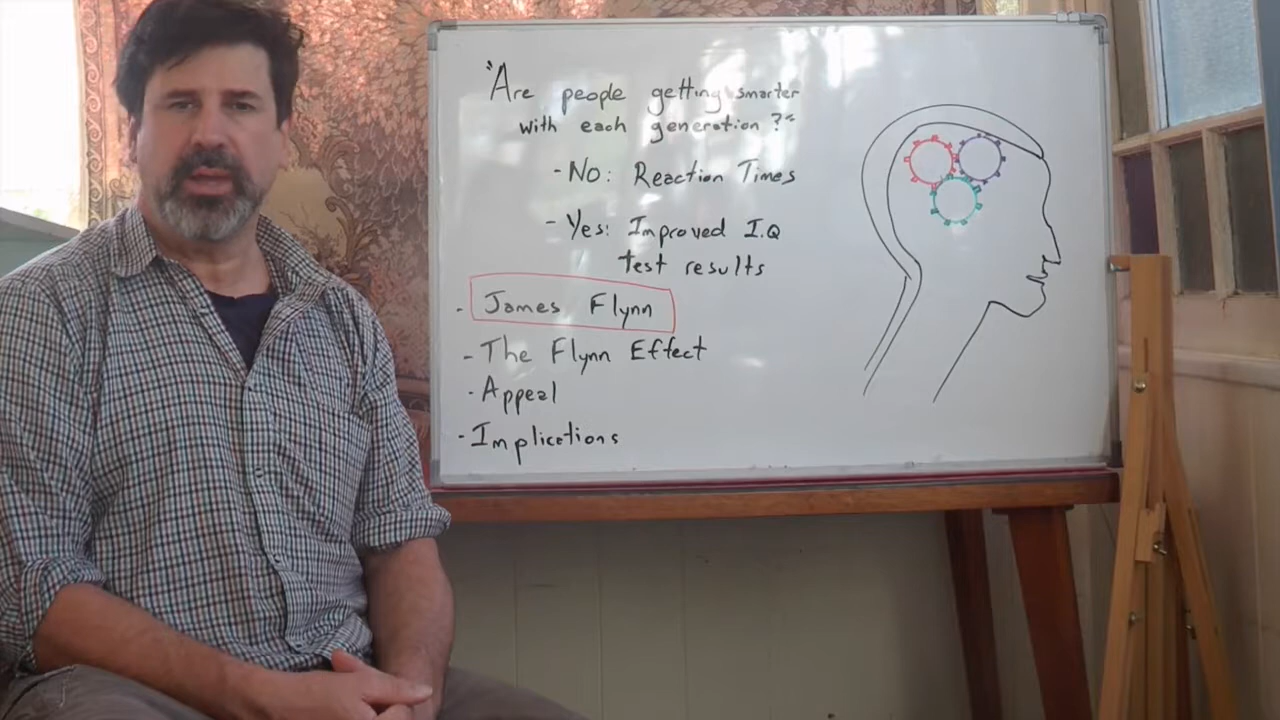 "Are people getting smarter
with each generation?"
- No: Reaction Times
- Yes: Improved I.Q
test results
- James Flynn
- The Flynn Effect
- Appeal
- Implications